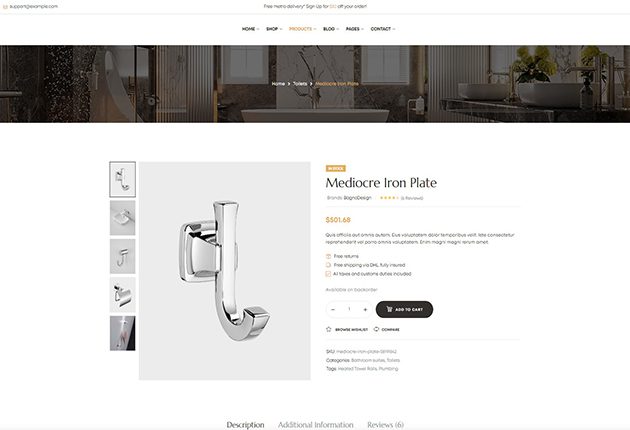 support@example.com
Free metro delivery* Sign Up for $10 off your order!
HOME SHOP PRODUCTS BLOG PAGES CONTACT
Home > Toilets > Mediocre Iron Plate
Mediocre Iron Plate
Brands: BagnoDesign (6 Reviews)
$501.68
Quis officiis aut omnis autem. Eius voluptatem dolor temporibus velit. Iste consectetur
reprehenderit vel porro omnis voluptatem. Enim magni magni rerum amet.
Free returns
Free shipping via DHL, fully insured
All taxes and customs duties included
Available on backorder
- 1 + ADD TO CART
BROWSE WISHLIST COMPARE
SKU: mediocre-iron-plate-
Categories: Bathroom suites, Toilets
Tags: Heated Towel Rails, Plumbing
Description Additional Information Reviews (6)